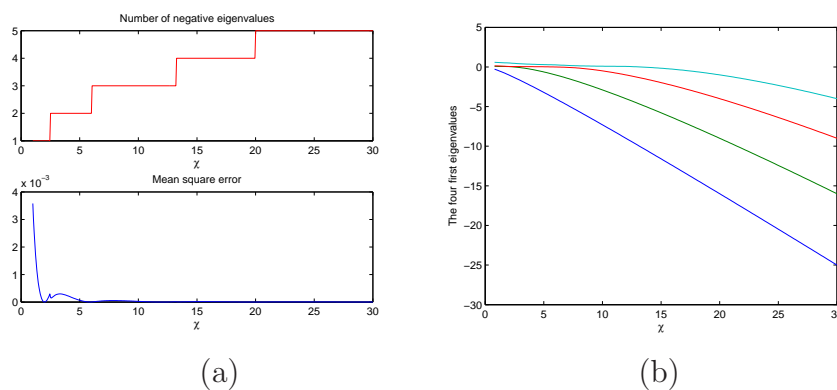 Number of negative eigenvalues
5
4
3
2
1
0 5 10 15 20 25 30
χ
Mean square error
x 10⁻³
4
3
2
1
0
0 5 10 15 20 25 30
χ
(a)
The four first eigenvalues
5
0
−5
−10
−15
−20
−25
−30
0 5 10 15 20 25 30
χ
(b)